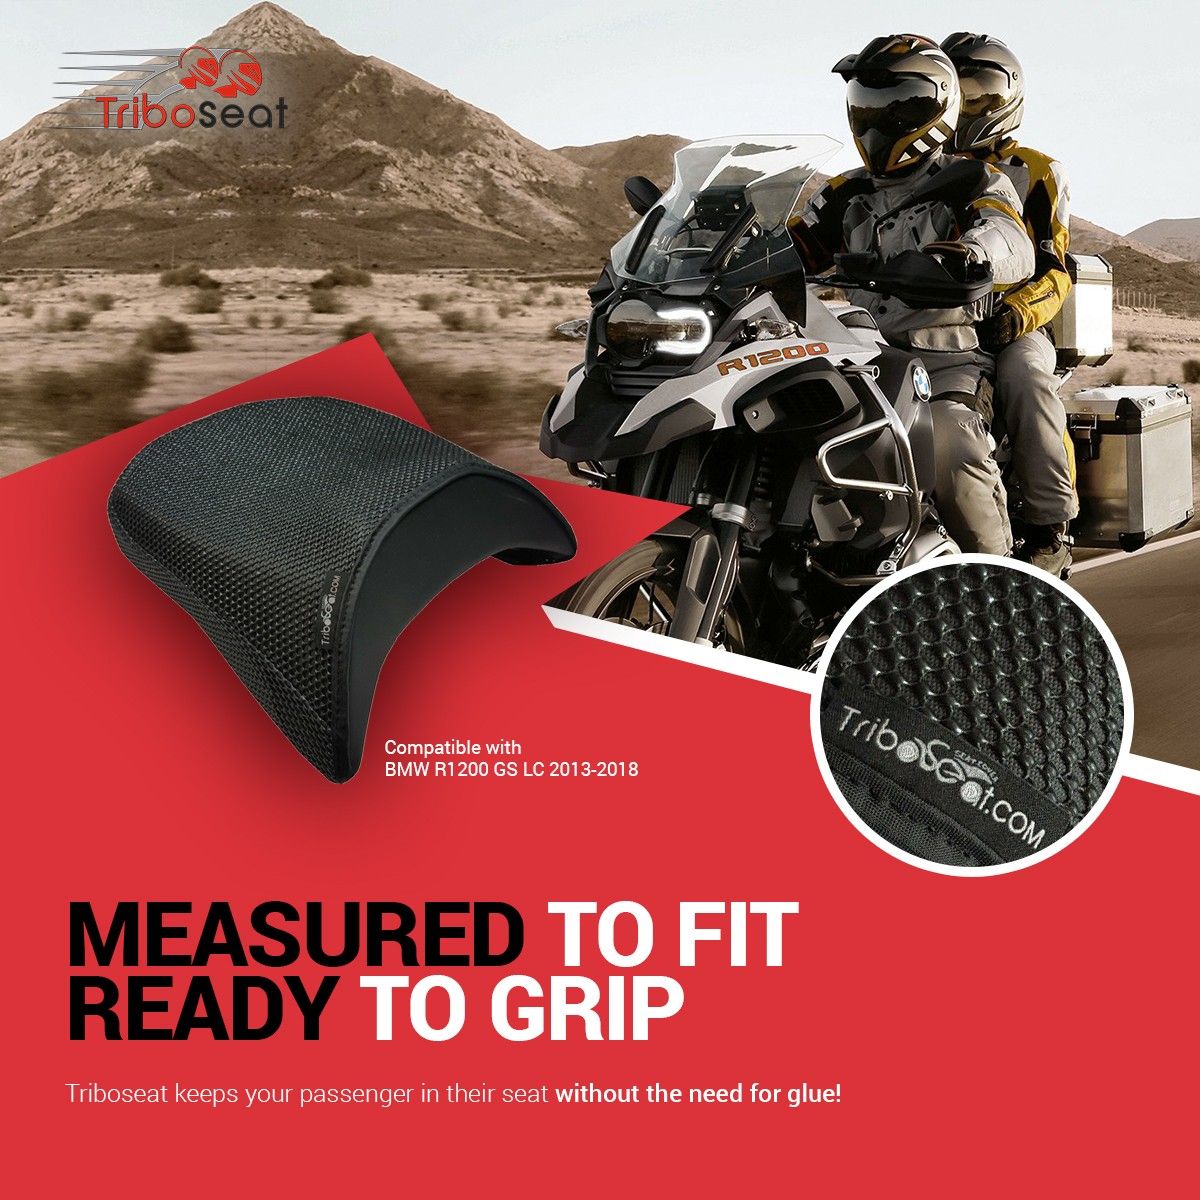 TriboSeat
R1200
TriboSeat.COM
Compatible with
BMW R1200 GS LC 2013-2018
TriboSeat.COM
MEASURED TO FIT
READY TO GRIP
Triboseat keeps your passenger in their seat without the need for glue!